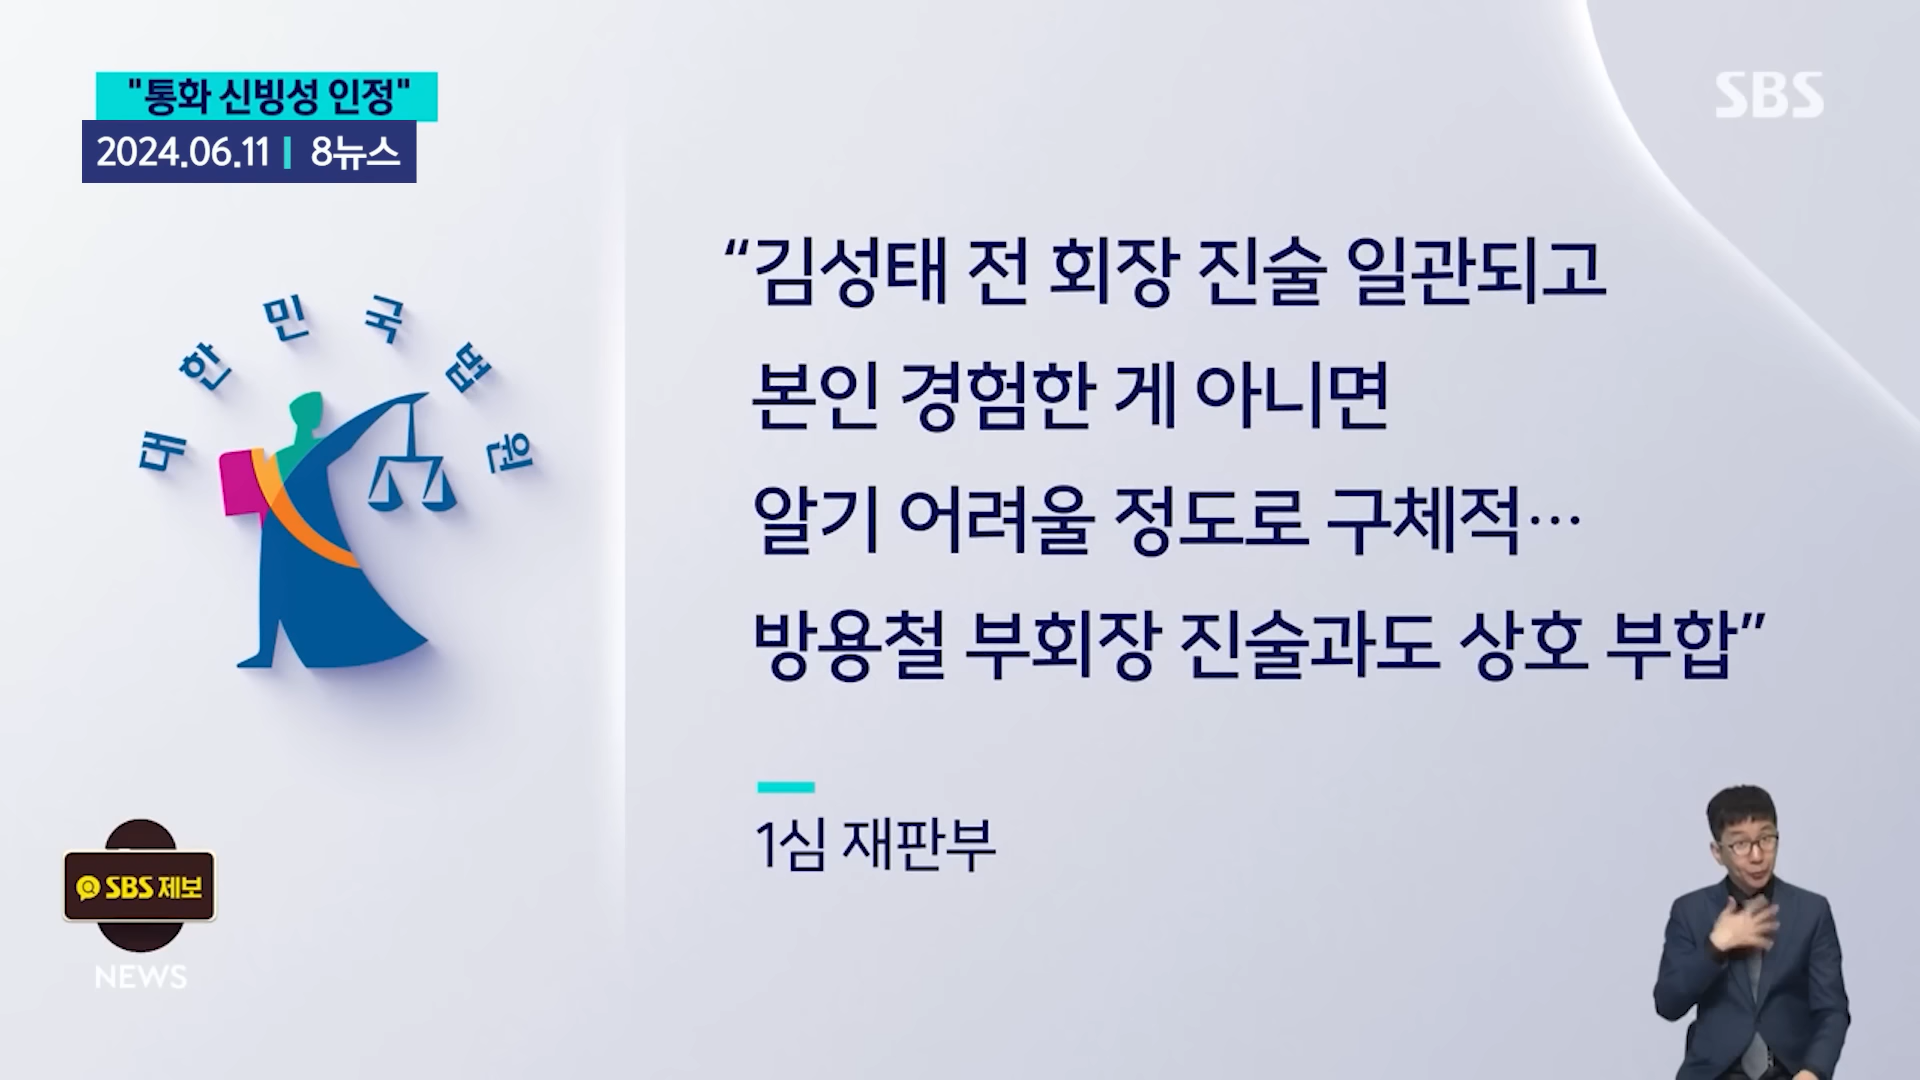 "통화 신빙성 인정"
2024.06.11 | 8뉴스
SBS
대한민국법원
“김성태 전 회장 진술 일관되고
본인 경험한 게 아니면
알기 어려울 정도로 구체적…
방용철 부회장 진술과도 상호 부합”
1심 재판부
SBS 제보
NEWS